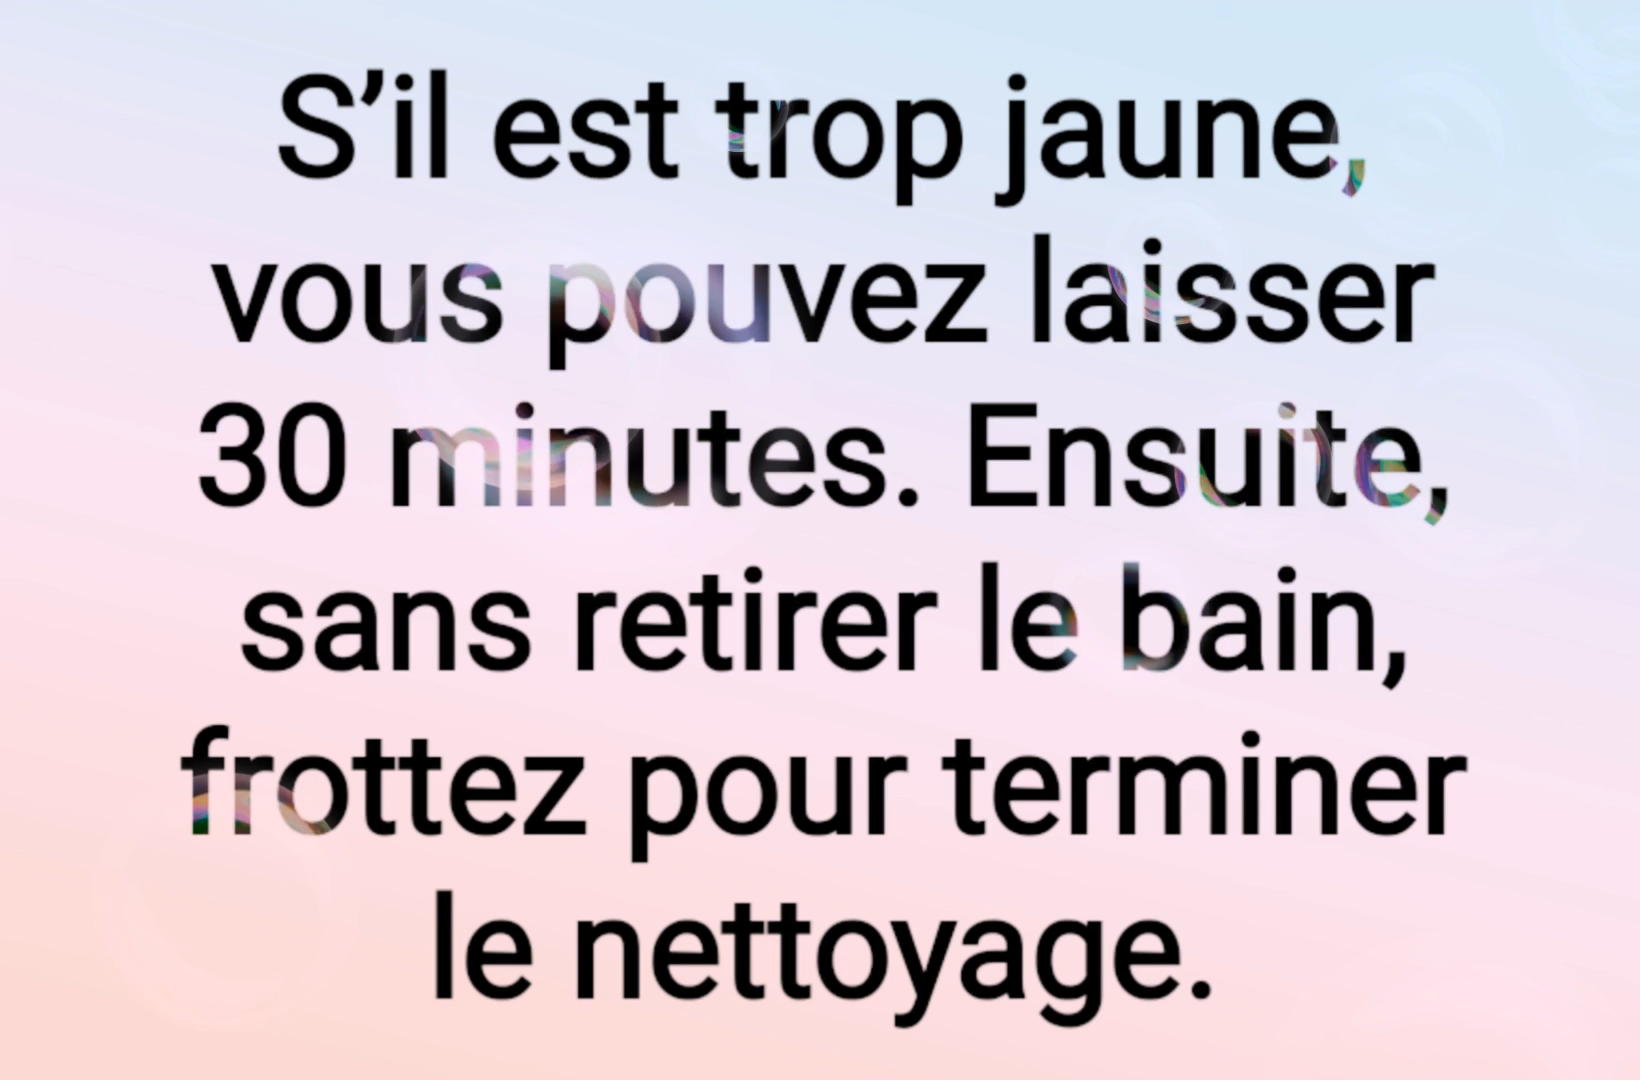 S’il est trop jaune,
vous pouvez laisser
30 minutes. Ensuite,
sans retirer le bain,
frottez pour terminer
le nettoyage.